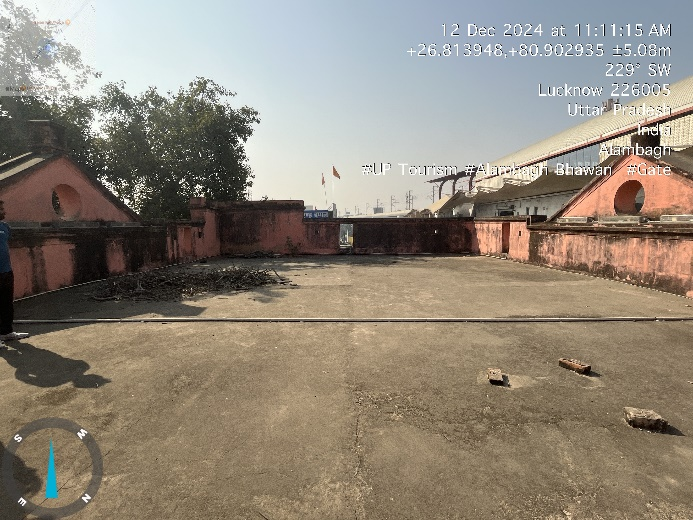 12 Dec 2024 at 11:11:15 AM
+26.813948,+80.902935 ±5.08m
229° SW
Lucknow 226005
Uttar Pradesh
India
Alambagh
#UP Tourism #Alambagh Bhawan #Gate
S
W
E
N